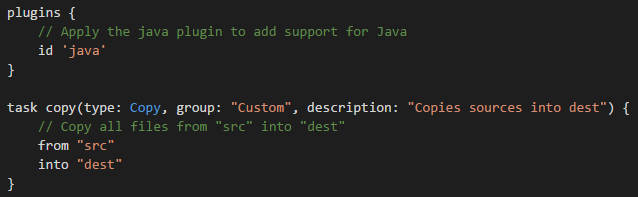 plugins {
    // Apply the java plugin to add support for Java
    id 'java'
}

task copy(type: Copy, group: "Custom", description: "Copies sources into dest") {
    // Copy all files from "src" into "dest"
    from "src"
    into "dest"
}